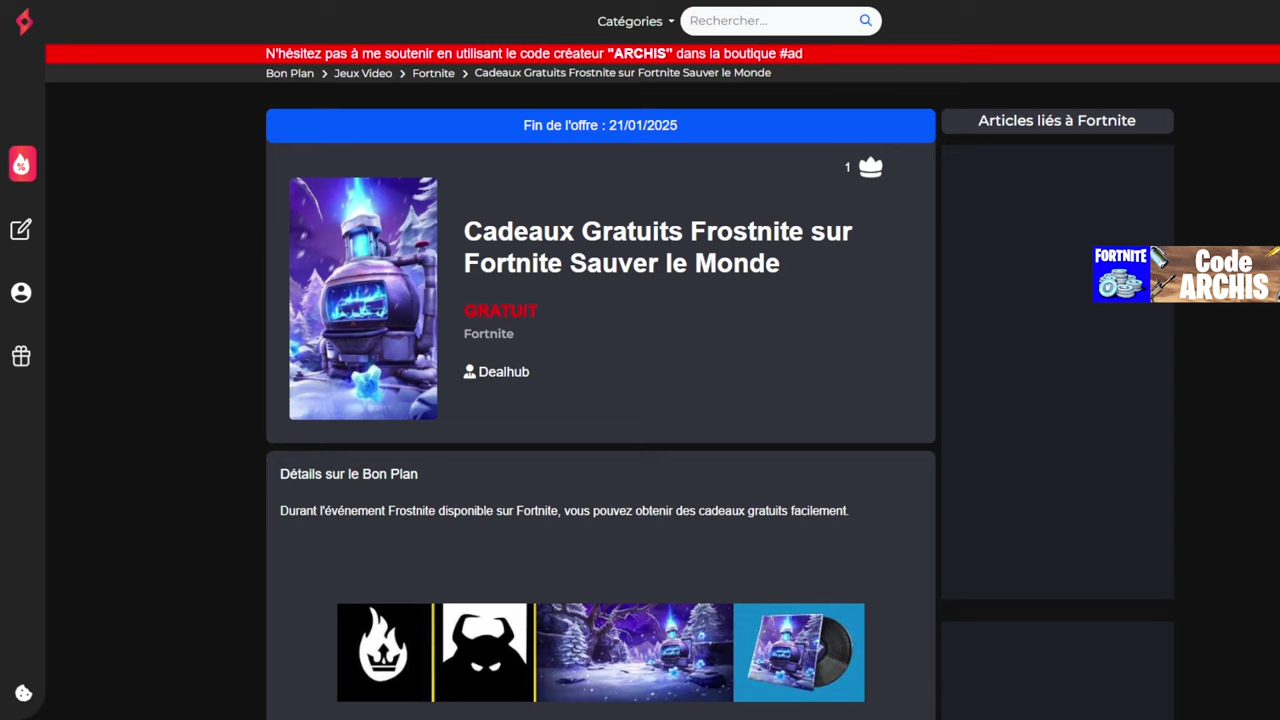 Catégories
Rechercher...
N'hésitez pas à me soutenir en utilisant le code créateur "ARCHIS" dans la boutique #ad
Bon Plan > Jeux Video > Fortnite > Cadeaux Gratuits Frostnite sur Fortnite Sauver le Monde
Fin de l'offre : 21/01/2025
1
Cadeaux Gratuits Frostnite sur
Fortnite Sauver le Monde
GRATUIT
Fortnite
Dealhub
Détails sur le Bon Plan
Durant l'événement Frostnite disponible sur Fortnite, vous pouvez obtenir des cadeaux gratuits facilement.
Articles liés à Fortnite
FORTNITE
Code
ARCHIS